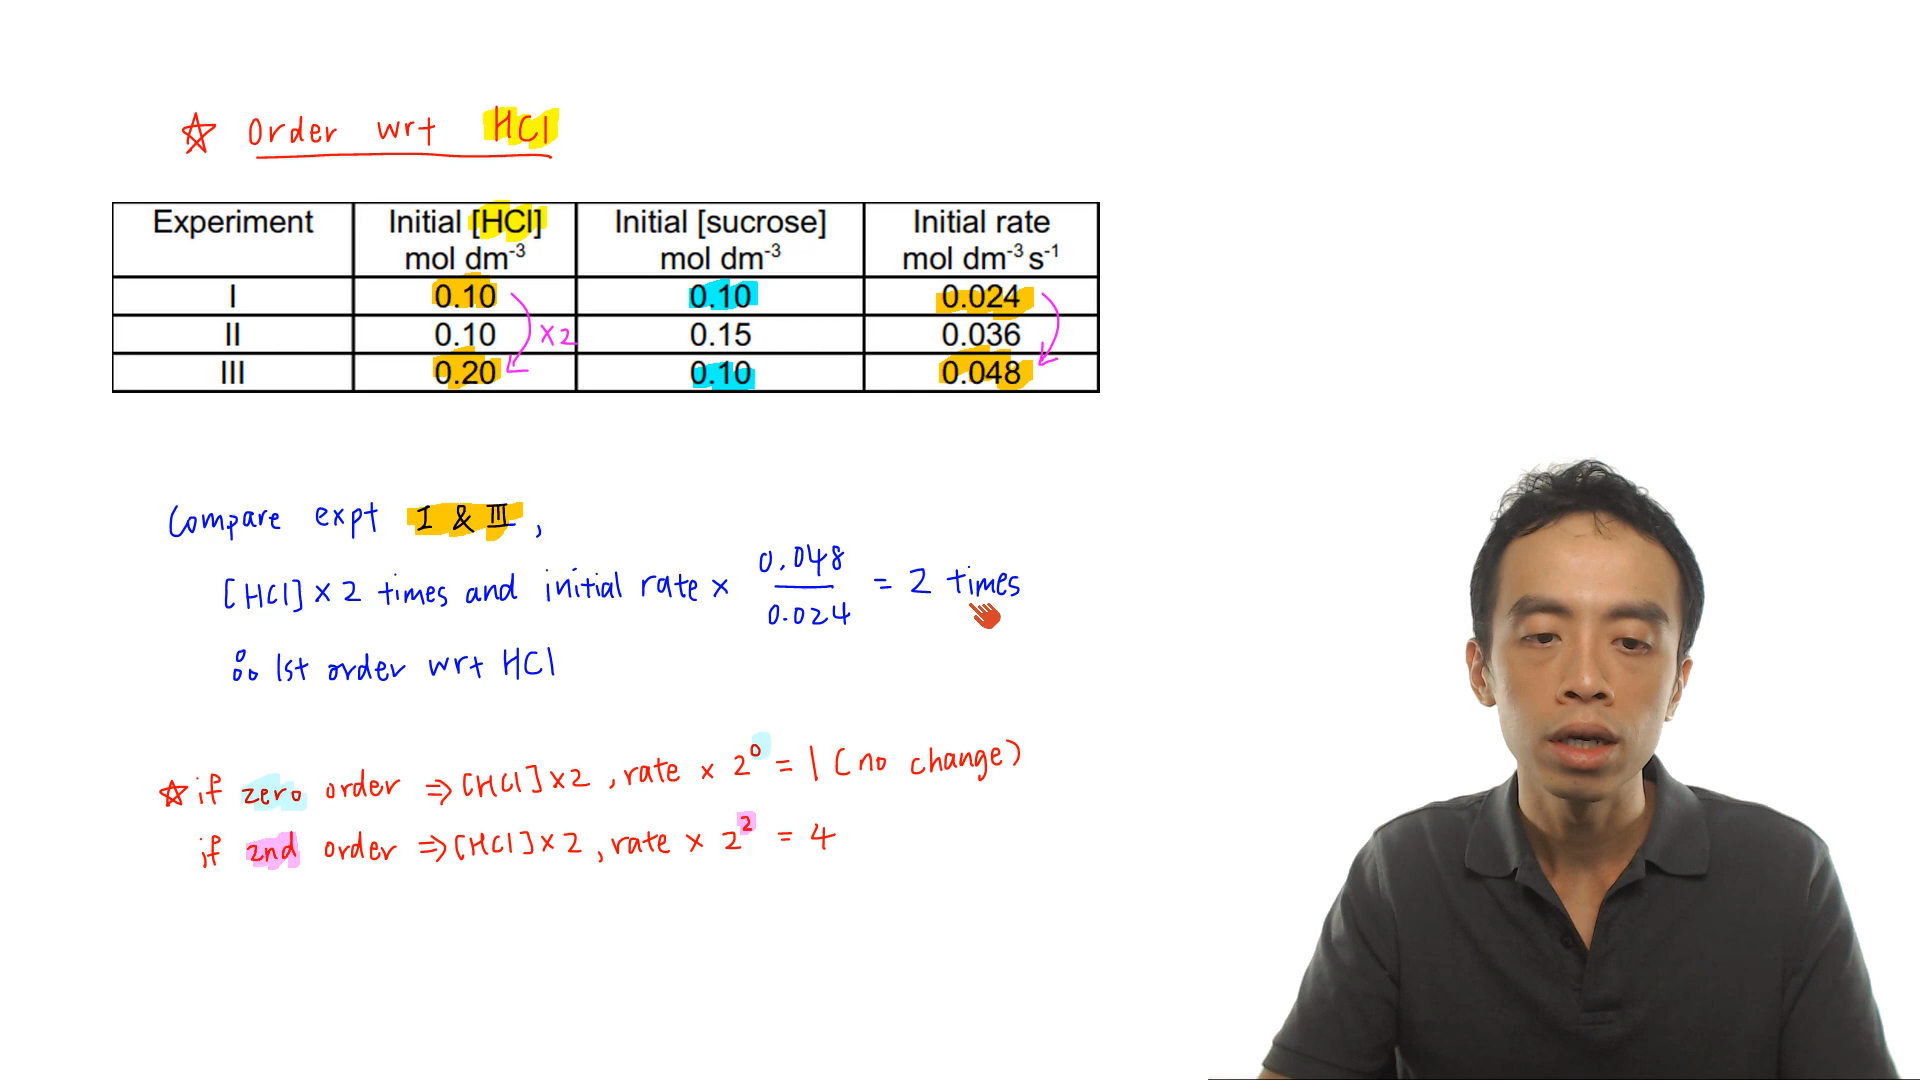 ☆ Order wrt HCl
Experiment Initial [HCl] mol dm-3 Initial [sucrose] mol dm-3 Initial rate mol dm-3 s-1
I 0.10 0.10 0.024
II 0.10 0.15 0.036
III 0.20 0.10 0.048
x2
Compare expt I & III,
[HCl] x 2 times and initial rate x 0.048/0.024 = 2 times
∴ 1st order wrt HCl
☆ if zero order ⇒ [HCl] x2, rate x 2^0 = 1 (no change)
if 2nd order ⇒ [HCl] x2, rate x 2^2 = 4